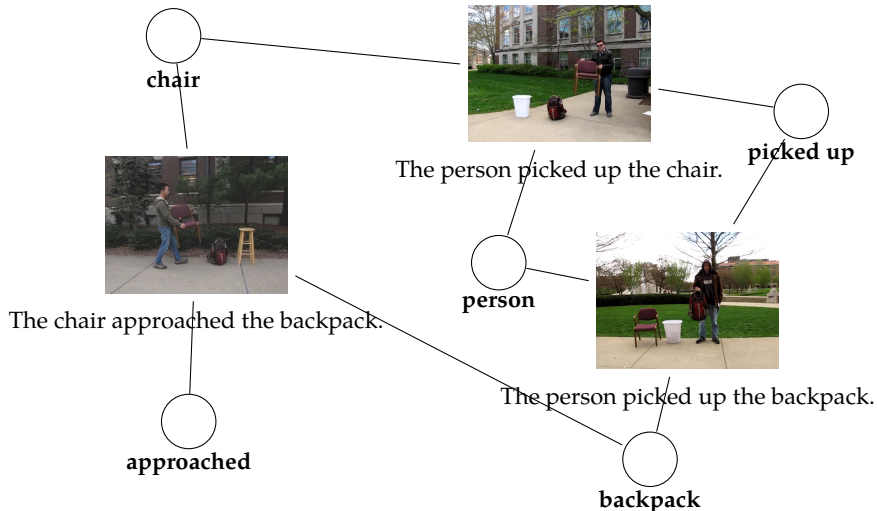 chair
picked up
The person picked up the chair.
person
The chair approached the backpack.
The person picked up the backpack.
approached
backpack